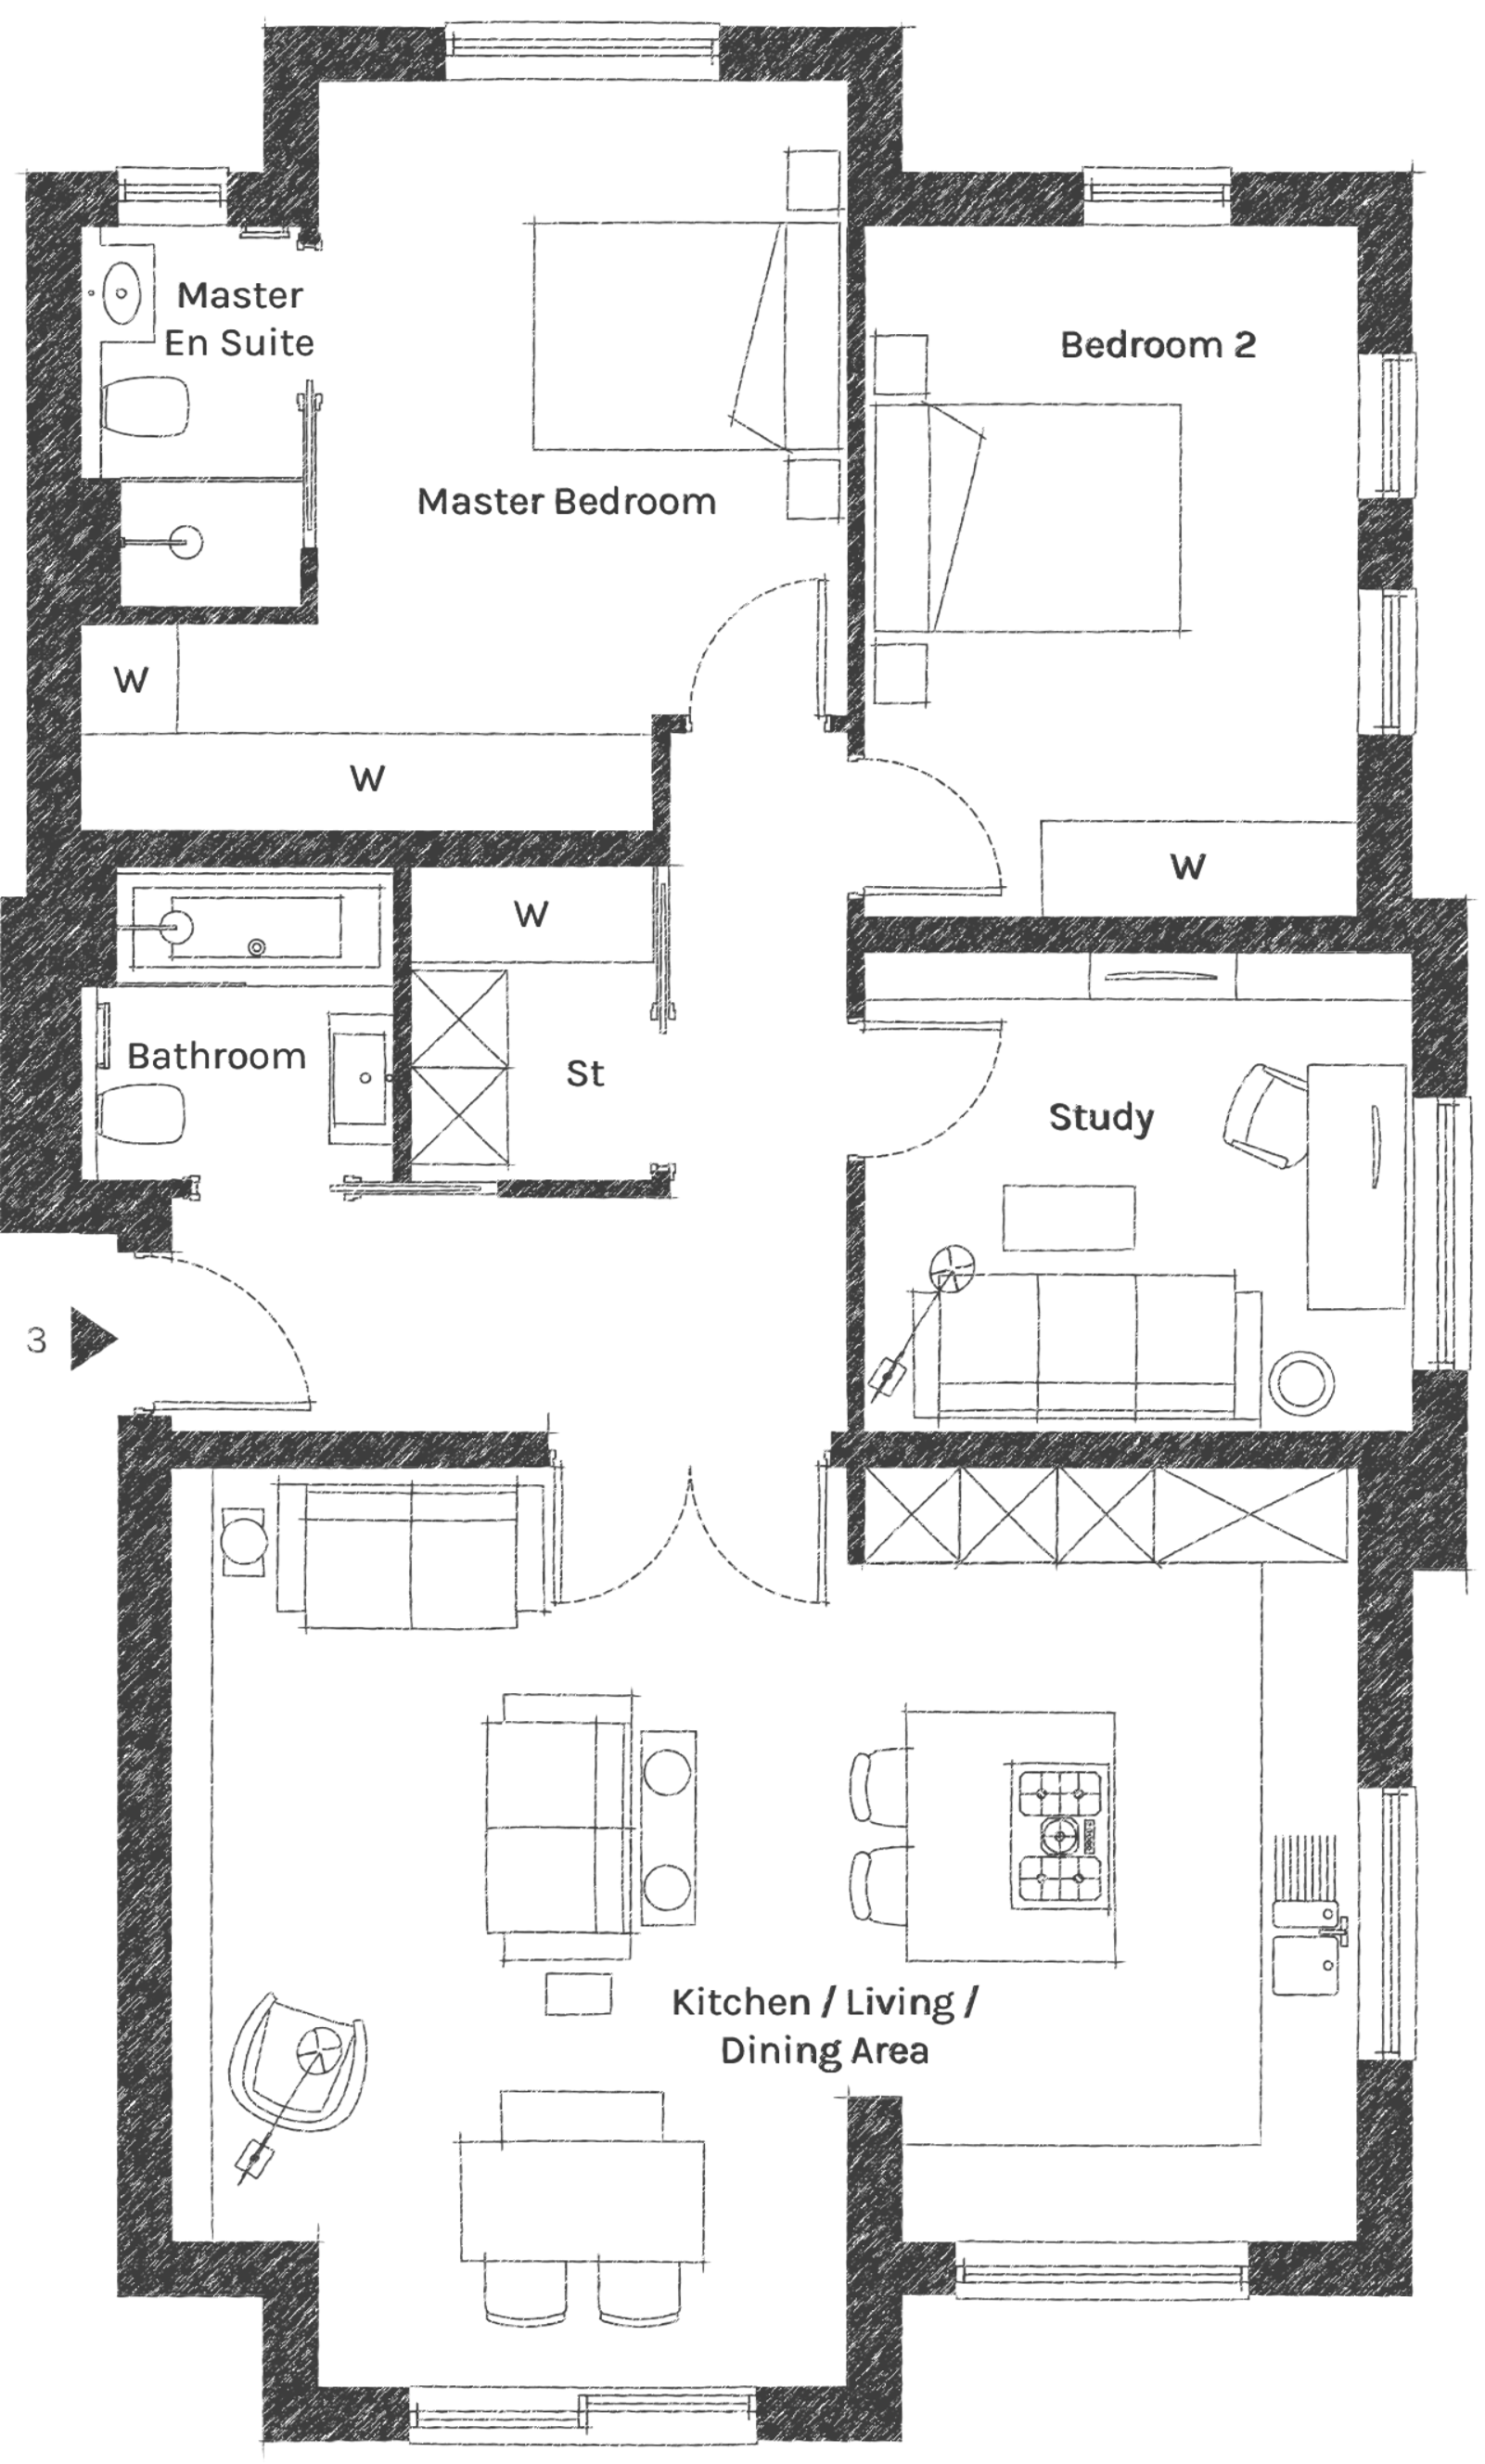 Master
En Suite
Bedroom 2
Master Bedroom
W
W
W
W
Bathroom
St
Study
3
Kitchen / Living /
Dining Area